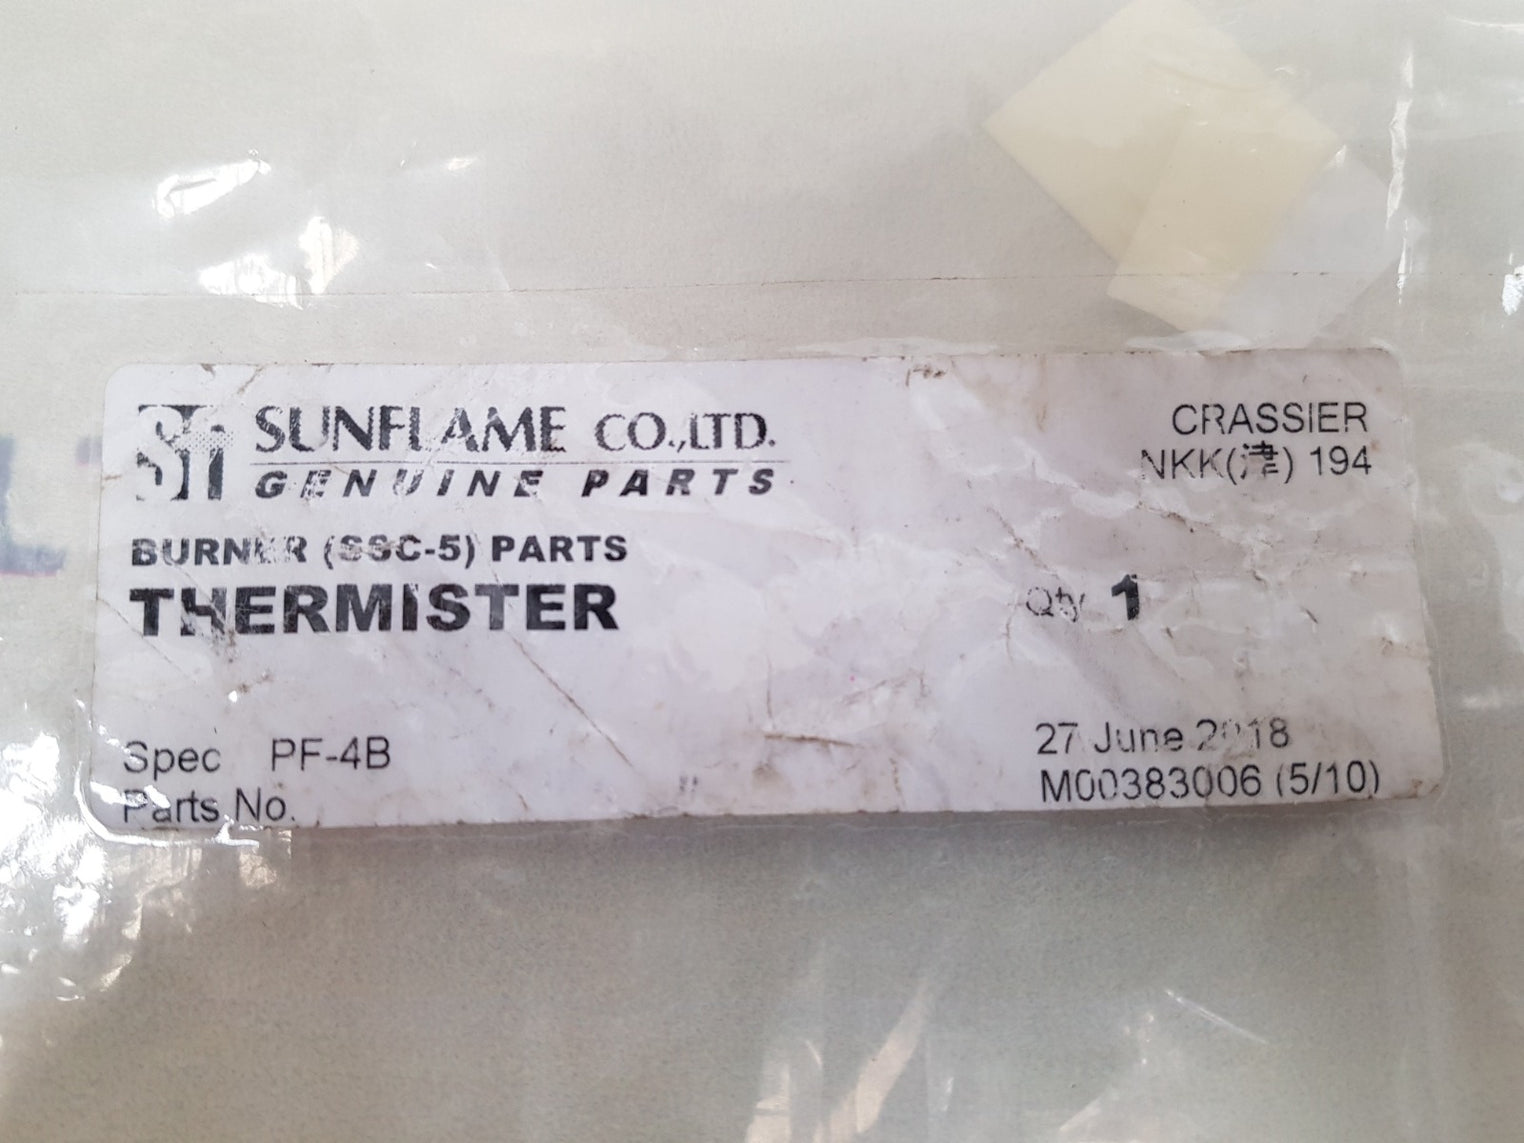 Sf SUNFLAME CO.,LTD.
GENUINE PARTS
CRASSIER
NKK(津) 194
BURNER (SSC-5) PARTS
THERMISTER
Qty 1
Spec PF-4B
Parts No.
27 June 2018
M00383006 (5/10)